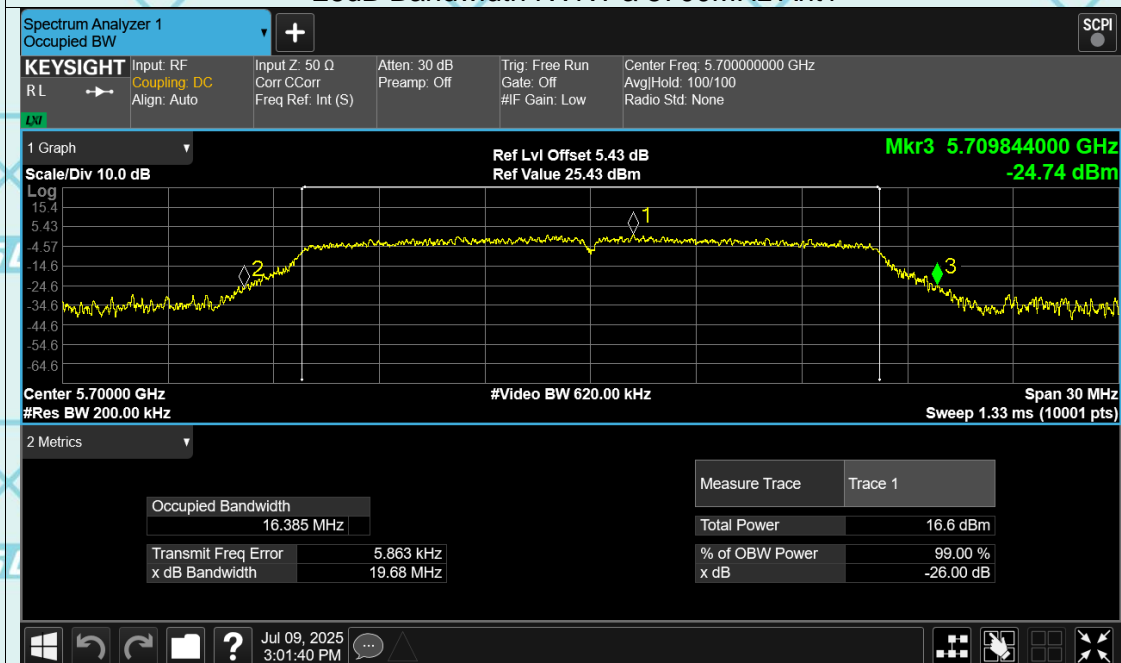 Spectrum Analyzer 1
Occupied BW
+
SCPI
KEYSIGHT
RL
LXI
Input: RF
Coupling: DC
Align: Auto
Input Z: 50 Ω
Corr CCorr
Freq Ref: Int (S)
Atten: 30 dB
Preamp: Off
Trig: Free Run
Gate: Off
#IF Gain: Low
Center Freq: 5.700000000 GHz
Avg|Hold: 100/100
Radio Std: None
1 Graph
Scale/Div 10.0 dB
Ref Lvl Offset 5.43 dB
Ref Value 25.43 dBm
Mkr3 5.709844000 GHz
-24.74 dBm
Log
15.4
5.43
-4.57
-14.6
-24.6
-34.6
-44.6
-54.6
-64.6
1
2
3
Center 5.70000 GHz
#Video BW 620.00 kHz
Span 30 MHz
#Res BW 200.00 kHz
Sweep 1.33 ms (10001 pts)
2 Metrics
Measure Trace Trace 1
Occupied Bandwidth
16.385 MHz
Total Power 16.6 dBm
Transmit Freq Error 5.863 kHz
% of OBW Power 99.00 %
x dB Bandwidth 19.68 MHz
x dB -26.00 dB
?
Jul 09, 2025
3:01:40 PM